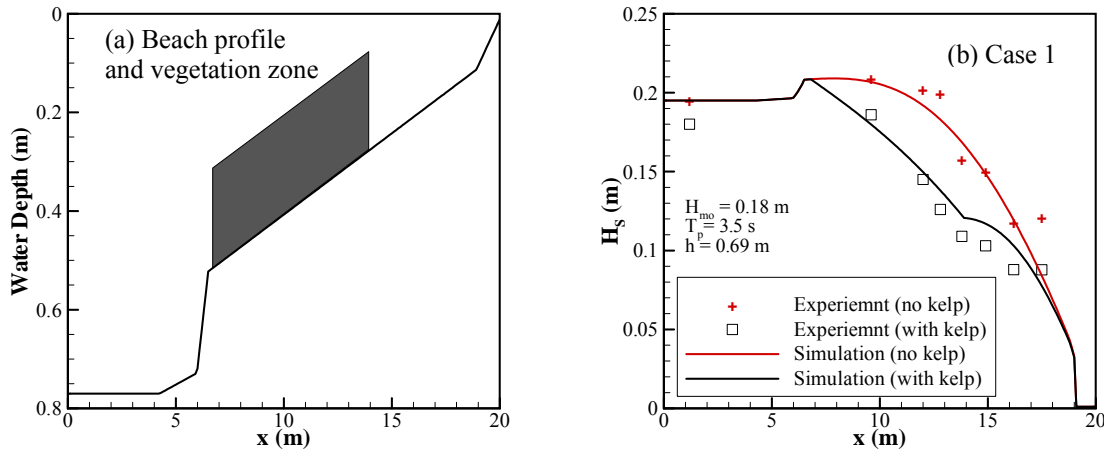 (a) Beach profile
and vegetation zone
Water Depth (m)
0
0.2
0.4
0.6
0.8
0
5
10
15
20
x (m)
(b) Case 1
H_s (m)
0.25
0.2
0.15
0.1
0.05
0
H_mo = 0.18 m
T_p = 3.5 s
h = 0.69 m
Experiemnt (no kelp)
Experiemnt (with kelp)
Simulation (no kelp)
Simulation (with kelp)
0
5
10
15
20
x (m)